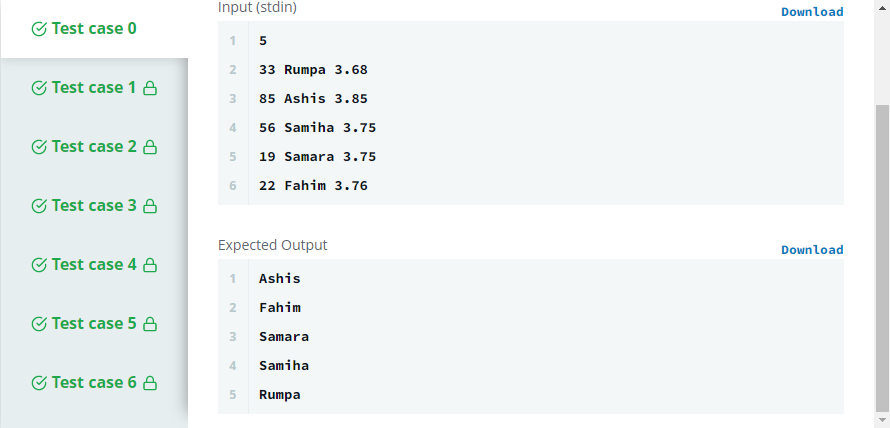 Test case 0
Test case 1
Test case 2
Test case 3
Test case 4
Test case 5
Test case 6
Input (stdin)
Download
1 5
2 33 Rumpa 3.68
3 85 Ashis 3.85
4 56 Samiha 3.75
5 19 Samara 3.75
6 22 Fahim 3.76
Expected Output
Download
1 Ashis
2 Fahim
3 Samara
4 Samiha
5 Rumpa